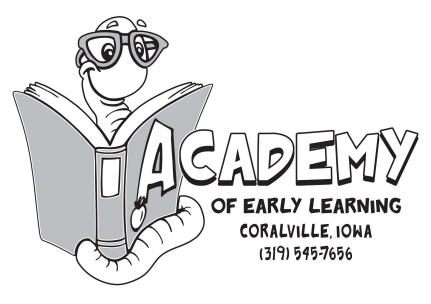 ACADEMY
OF EARLY LEARNING
CORALVILLE, IOWA
(319) 545-7656